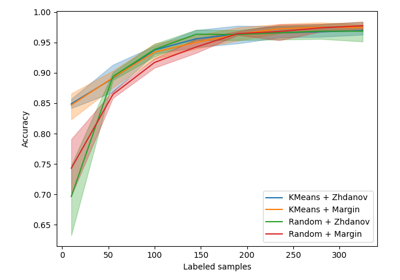 1.00
0.95
0.90
0.85
0.80
0.75
0.70
0.65
Accuracy
KMeans + Zhdanov
KMeans + Margin
Random + Zhdanov
Random + Margin
0
50
100
150
200
250
300
Labeled samples